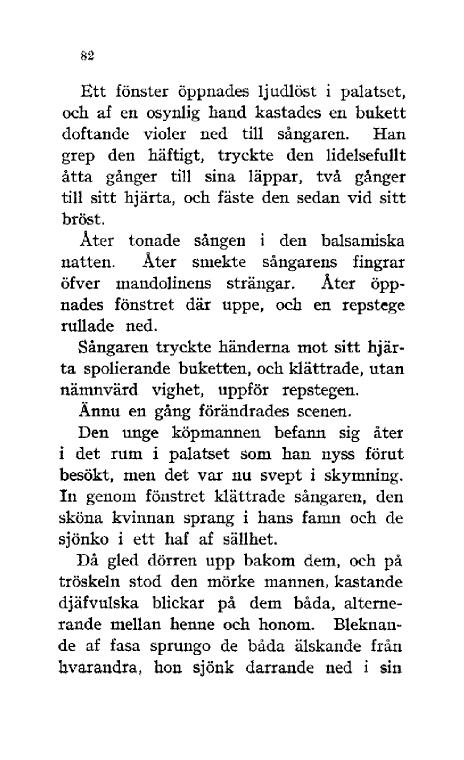 82
Ett fönster öppnades ljudlöst i palatset,
och af en osynlig hand kastades en bukett
doftande violer ned till sångaren. Han
grep den häftigt, tryckte den lidelsefullt
åtta gånger till sina läppar, två gånger
till sitt hjärta, och fäste den sedan vid sitt
bröst.
Åter tonade sången i den balsamiska
natten. Åter smekte sångarens fingrar
öfver mandolinens strängar. Åter öpp-
nades fönstret där uppe, och en repstege
rullade ned.
Sångaren tryckte händerna mot sitt hjär-
ta spolierande buketten, och klättrade, utan
nämnvärd vighet, uppför repstegen.
Ännu en gång förändrades scenen.
Den unge köpmannen befann sig åter
i det rum i palatset som han nyss förut
besökt, men det var nu svept i skymning.
In genom fönstret klättrade sångaren, den
sköna kvinnan sprang i hans famn och de
sjönko i ett haf af sällhet.
Då gled dörren upp bakom dem, och på
tröskeln stod den mörke mannen, kastande
djäfvulska blickar på dem båda, alterne-
rande mellan henne och honom. Bleknan-
de af fasa sprungo de båda älskande från
hvarandra, hon sjönk darrande ned i sin